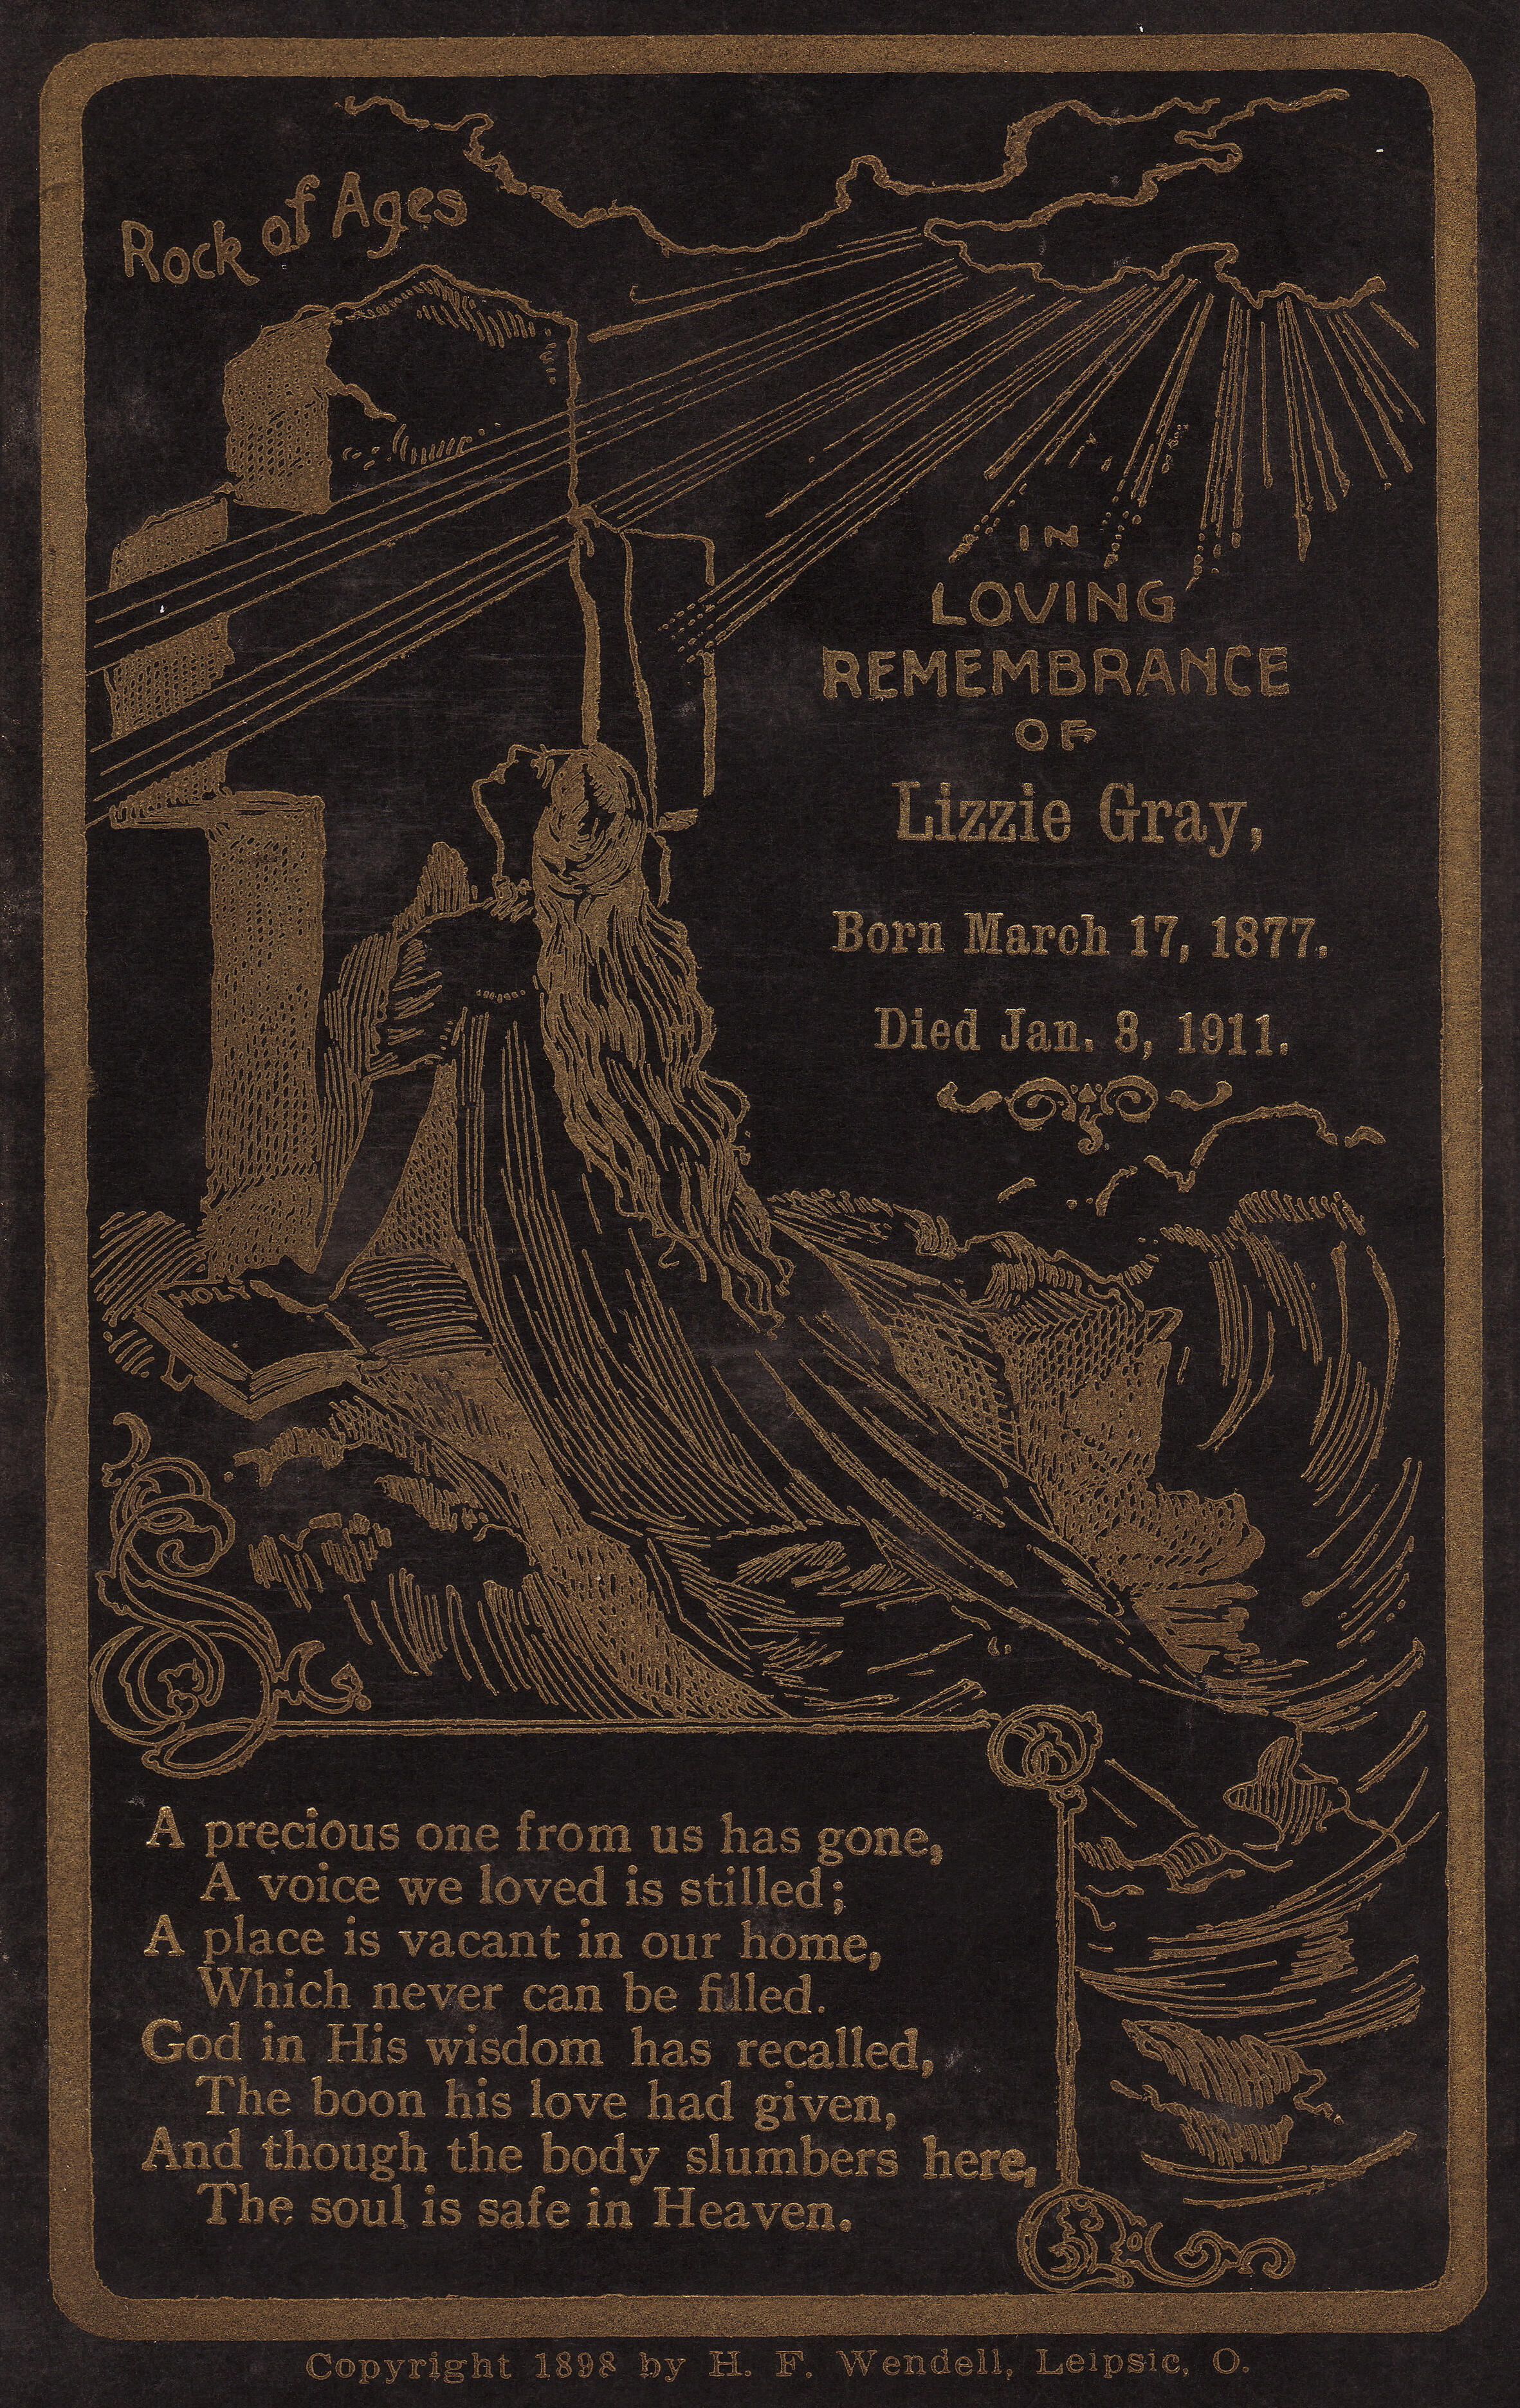 Rock of Ages
IN
LOVING
REMEMBRANCE
OF
Lizzie Gray,
Born March 17, 1877.
Died Jan. 8, 1911.
HOLY
A precious one from us has gone,
A voice we loved is stilled;
A place is vacant in our home,
Which never can be filled.
God in His wisdom has recalled,
The boon his love had given,
And though the body slumbers here,
The soul is safe in Heaven.
Copyright 1898 by H. F. Wendell, Leipsic, O.